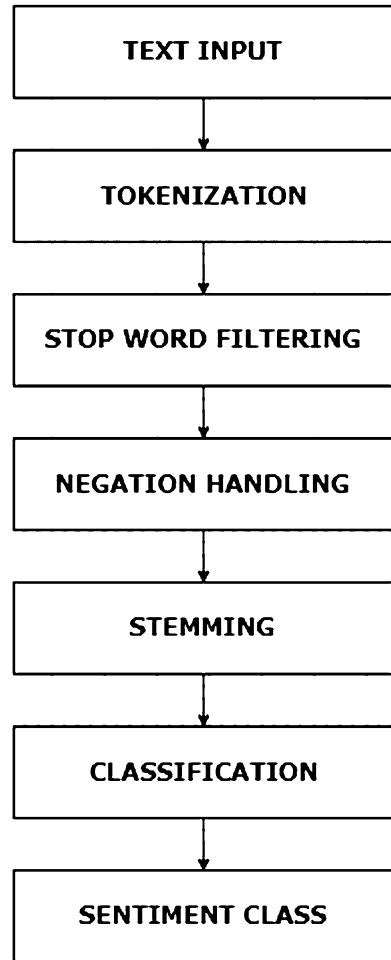 TEXT INPUT
TOKENIZATION
STOP WORD FILTERING
NEGATION HANDLING
STEMMING
CLASSIFICATION
SENTIMENT CLASS